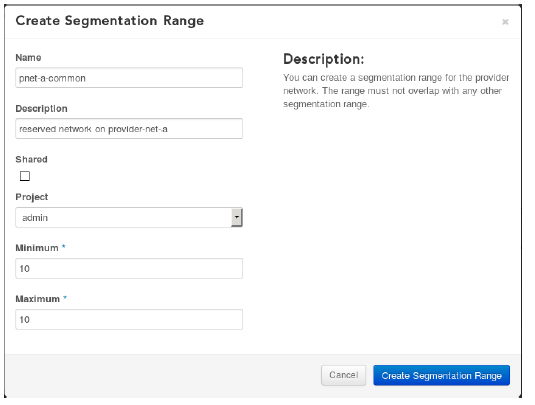 Create Segmentation Range ×
Name
pnet-a-common
Description
reserved network on provider-net-a
Shared
Project
admin
Minimum *
10
Maximum *
10
Description:
You can create a segmentation range for the provider
network. The range must not overlap with any other
segmentation range.
Cancel
Create Segmentation Range